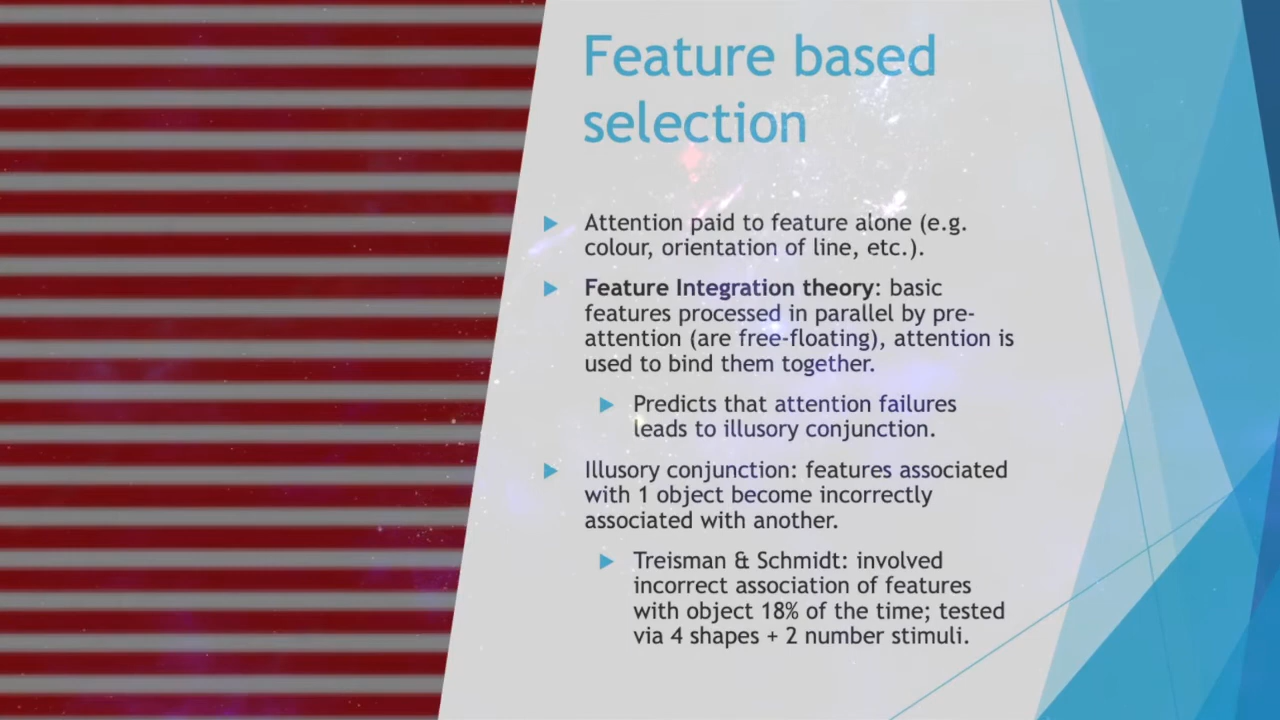 Feature based
selection
Attention paid to feature alone (e.g.
colour, orientation of line, etc.).
Feature Integration theory: basic
features processed in parallel by pre-
attention (are free-floating), attention is
used to bind them together.
Predicts that attention failures
leads to illusory conjunction.
Illusory conjunction: features associated
with 1 object become incorrectly
associated with another.
Treisman & Schmidt: involved
incorrect association of features
with object 18% of the time; tested
via 4 shapes + 2 number stimuli.